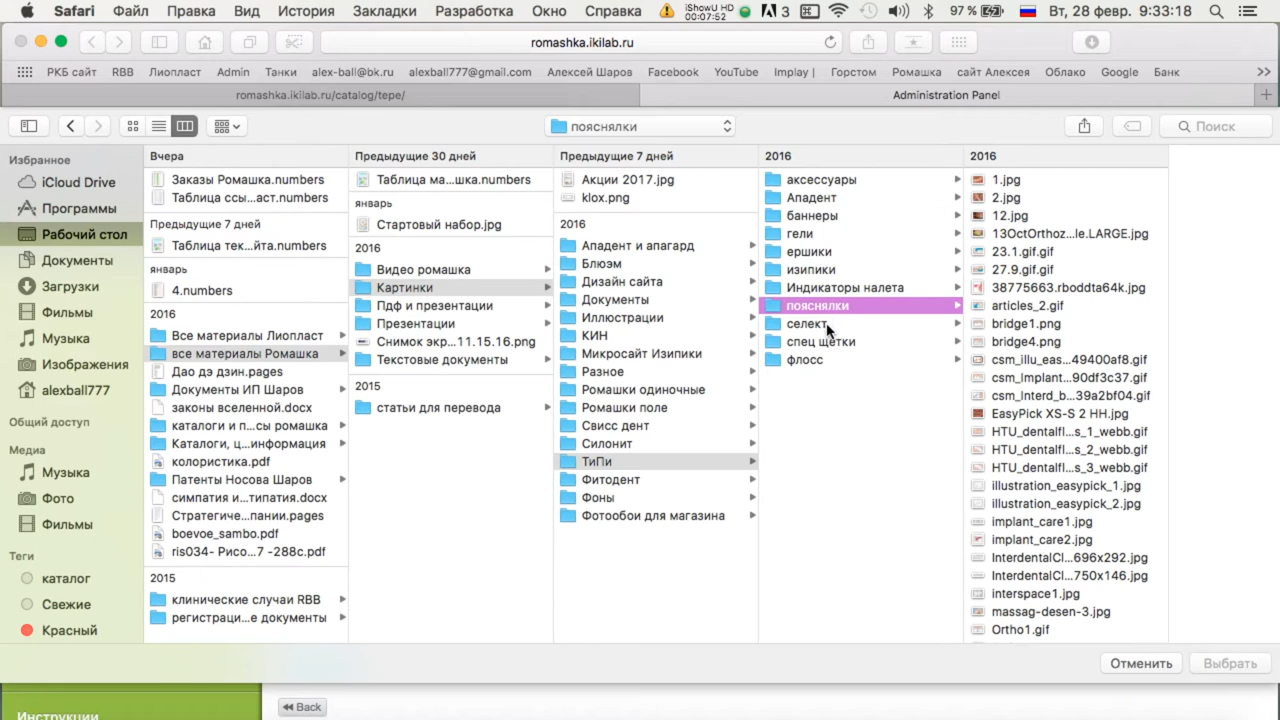 Safari Файл Правка Вид История Закладки Разработка Окно Справка iShowU HD 00:07:52 3 97 % Вт, 28 февр. 9:33:18
romashka.ikilab.ru
РКБ сайт RBB Лиопласт Admin Танки alex-ball@bk.ru alexball777@gmail.com Алексей Шаров Facebook YouTube Implay | Горстом Ромашка сайт Алексея Облако Google Банк
romashka.ikilab.ru/catalog/tepe/ Administration Panel
пояснялки Поиск
Избранное
iCloud Drive
Программы
Рабочий стол
Документы
Загрузки
Фильмы
Музыка
Изображения
alexball777
Общий доступ
Медиа
Музыка
Фото
Фильмы
Теги
каталог
Свежие
Красный
Вчера
Заказы Ромашка.numbers
Таблица ссы...аст.numbers
Предыдущие 7 дней
Таблица тек...йта.numbers
январь
4.numbers
2016
Все материалы Лиопласт
все материалы Ромашка
Дао дэ дзин.pages
Документы ИП Шаров
законы вселенной.docx
каталоги и п...сы ромашка
Каталоги, ц...информация
колористика.pdf
Патенты Носова Шаров
симпатия и...типатия.docx
Стратегиче...пании.pages
boevoe_sambo.pdf
ris034- Рисо...7 -288c.pdf
2015
клинические случаи RBB
регистраци...е документы
Предыдущие 30 дней
Таблица ма...шка.numbers
январь
Стартовый набор.jpg
2016
Видео ромашка
Картинки
Пдф и презентации
Презентации
Снимок экр...11.15.16.png
Текстовые документы
2015
статьи для перевода
Предыдущие 7 дней
Акции 2017.jpg
klox.png
2016
Ападент и апагард
Блюэм
Дизайн сайта
Документы
Иллюстрации
КИН
Микросайт Изипики
Разное
Ромашки одиночные
Ромашки поле
Свисс дент
Силонит
ТиПи
Фитодент
Фоны
Фотообои для магазина
2016
аксессуары
Ападент
баннеры
гели
ершики
изипики
Индикаторы налета
пояснялки
селект
спец щетки
флосс
2016
1.jpg
2.jpg
12.jpg
13OctOrthoz...le.LARGE.jpg
23.1.gif.gif
27.9.gif.gif
38775663.rboddta64k.jpg
articles_2.gif
bridge1.png
bridge4.png
csm_illu_eas...49400af8.gif
csm_Implant...90df3c37.gif
csm_Interd_b...39a2bf04.gif
EasyPick XS-S 2 HH.jpg
HTU_dentalfl...s_1_webb.gif
HTU_dentalfl...s_2_webb.gif
HTU_dentalfl...s_3_webb.gif
illustration_easypick_1.jpg
illustration_easypick_2.jpg
implant_care1.jpg
implant_care2.jpg
InterdentalCl...696x292.jpg
InterdentalCl...750x146.jpg
interspace1.jpg
massag-desen-3.jpg
Ortho1.gif
Отменить Выбрать
Инструкции Back